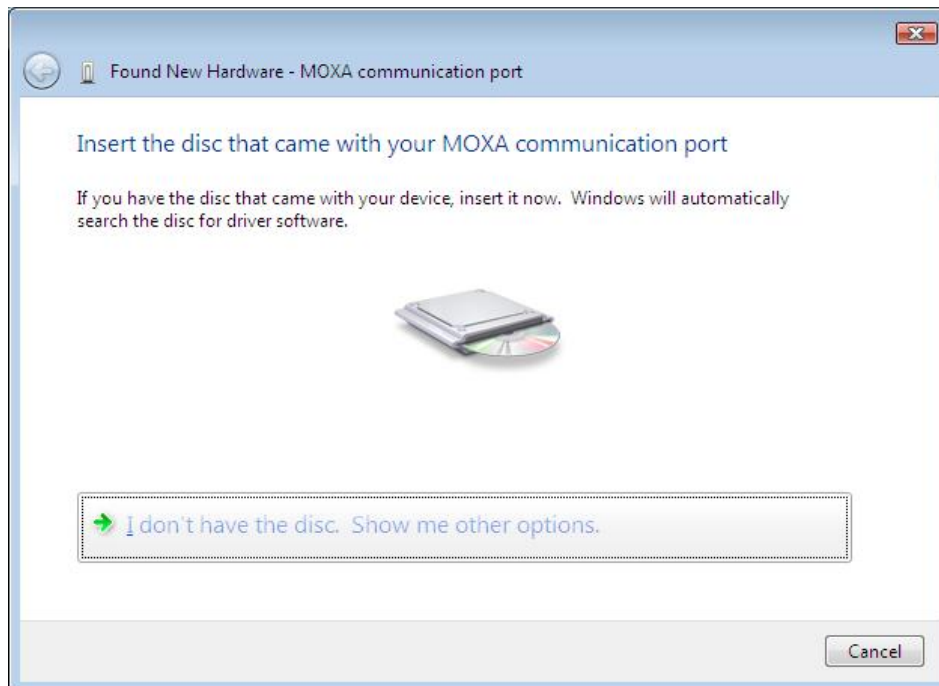 Found New Hardware - MOXA communication port
Insert the disc that came with your MOXA communication port
If you have the disc that came with your device, insert it now.  Windows will automatically
search the disc for driver software.
I don't have the disc.  Show me other options.
Cancel